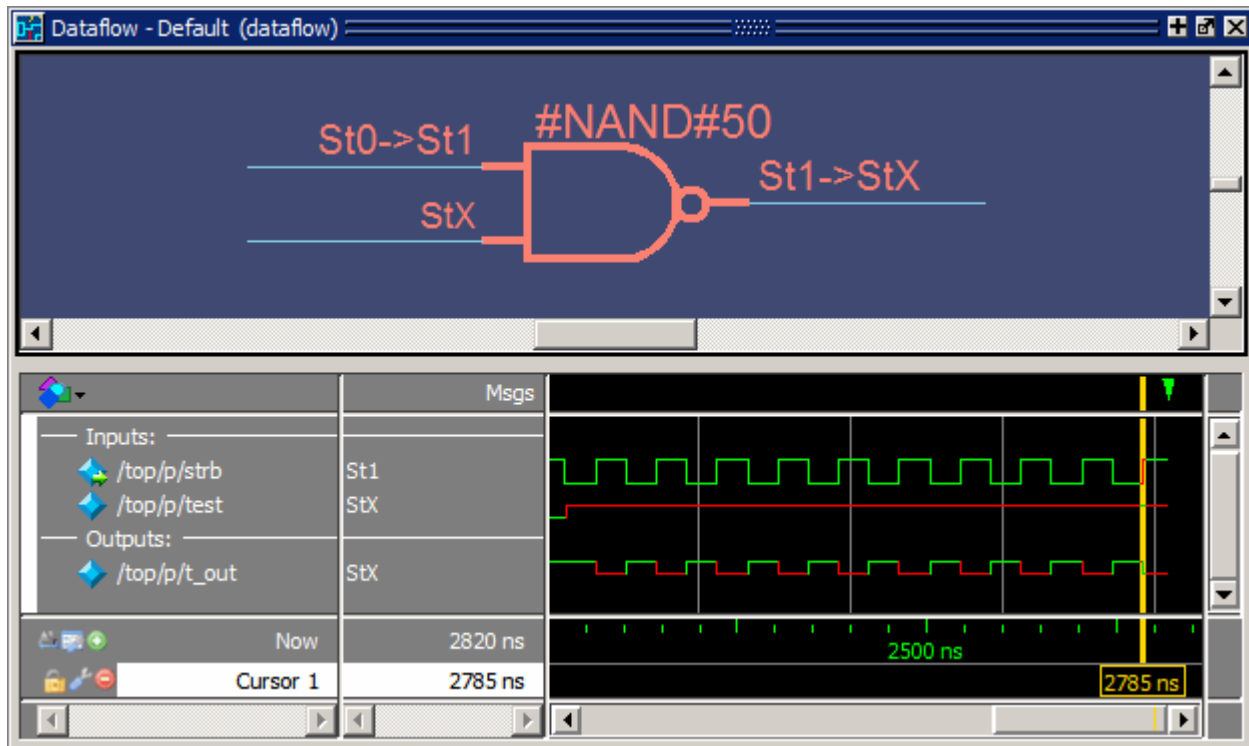 Dataflow - Default (dataflow)
#NAND#50
St0->St1
St1->StX
StX
Msgs
Inputs:
/top/p/strb St1
/top/p/test StX
Outputs:
/top/p/t_out StX
Now 2820 ns
2500 ns
Cursor 1 2785 ns
2785 ns